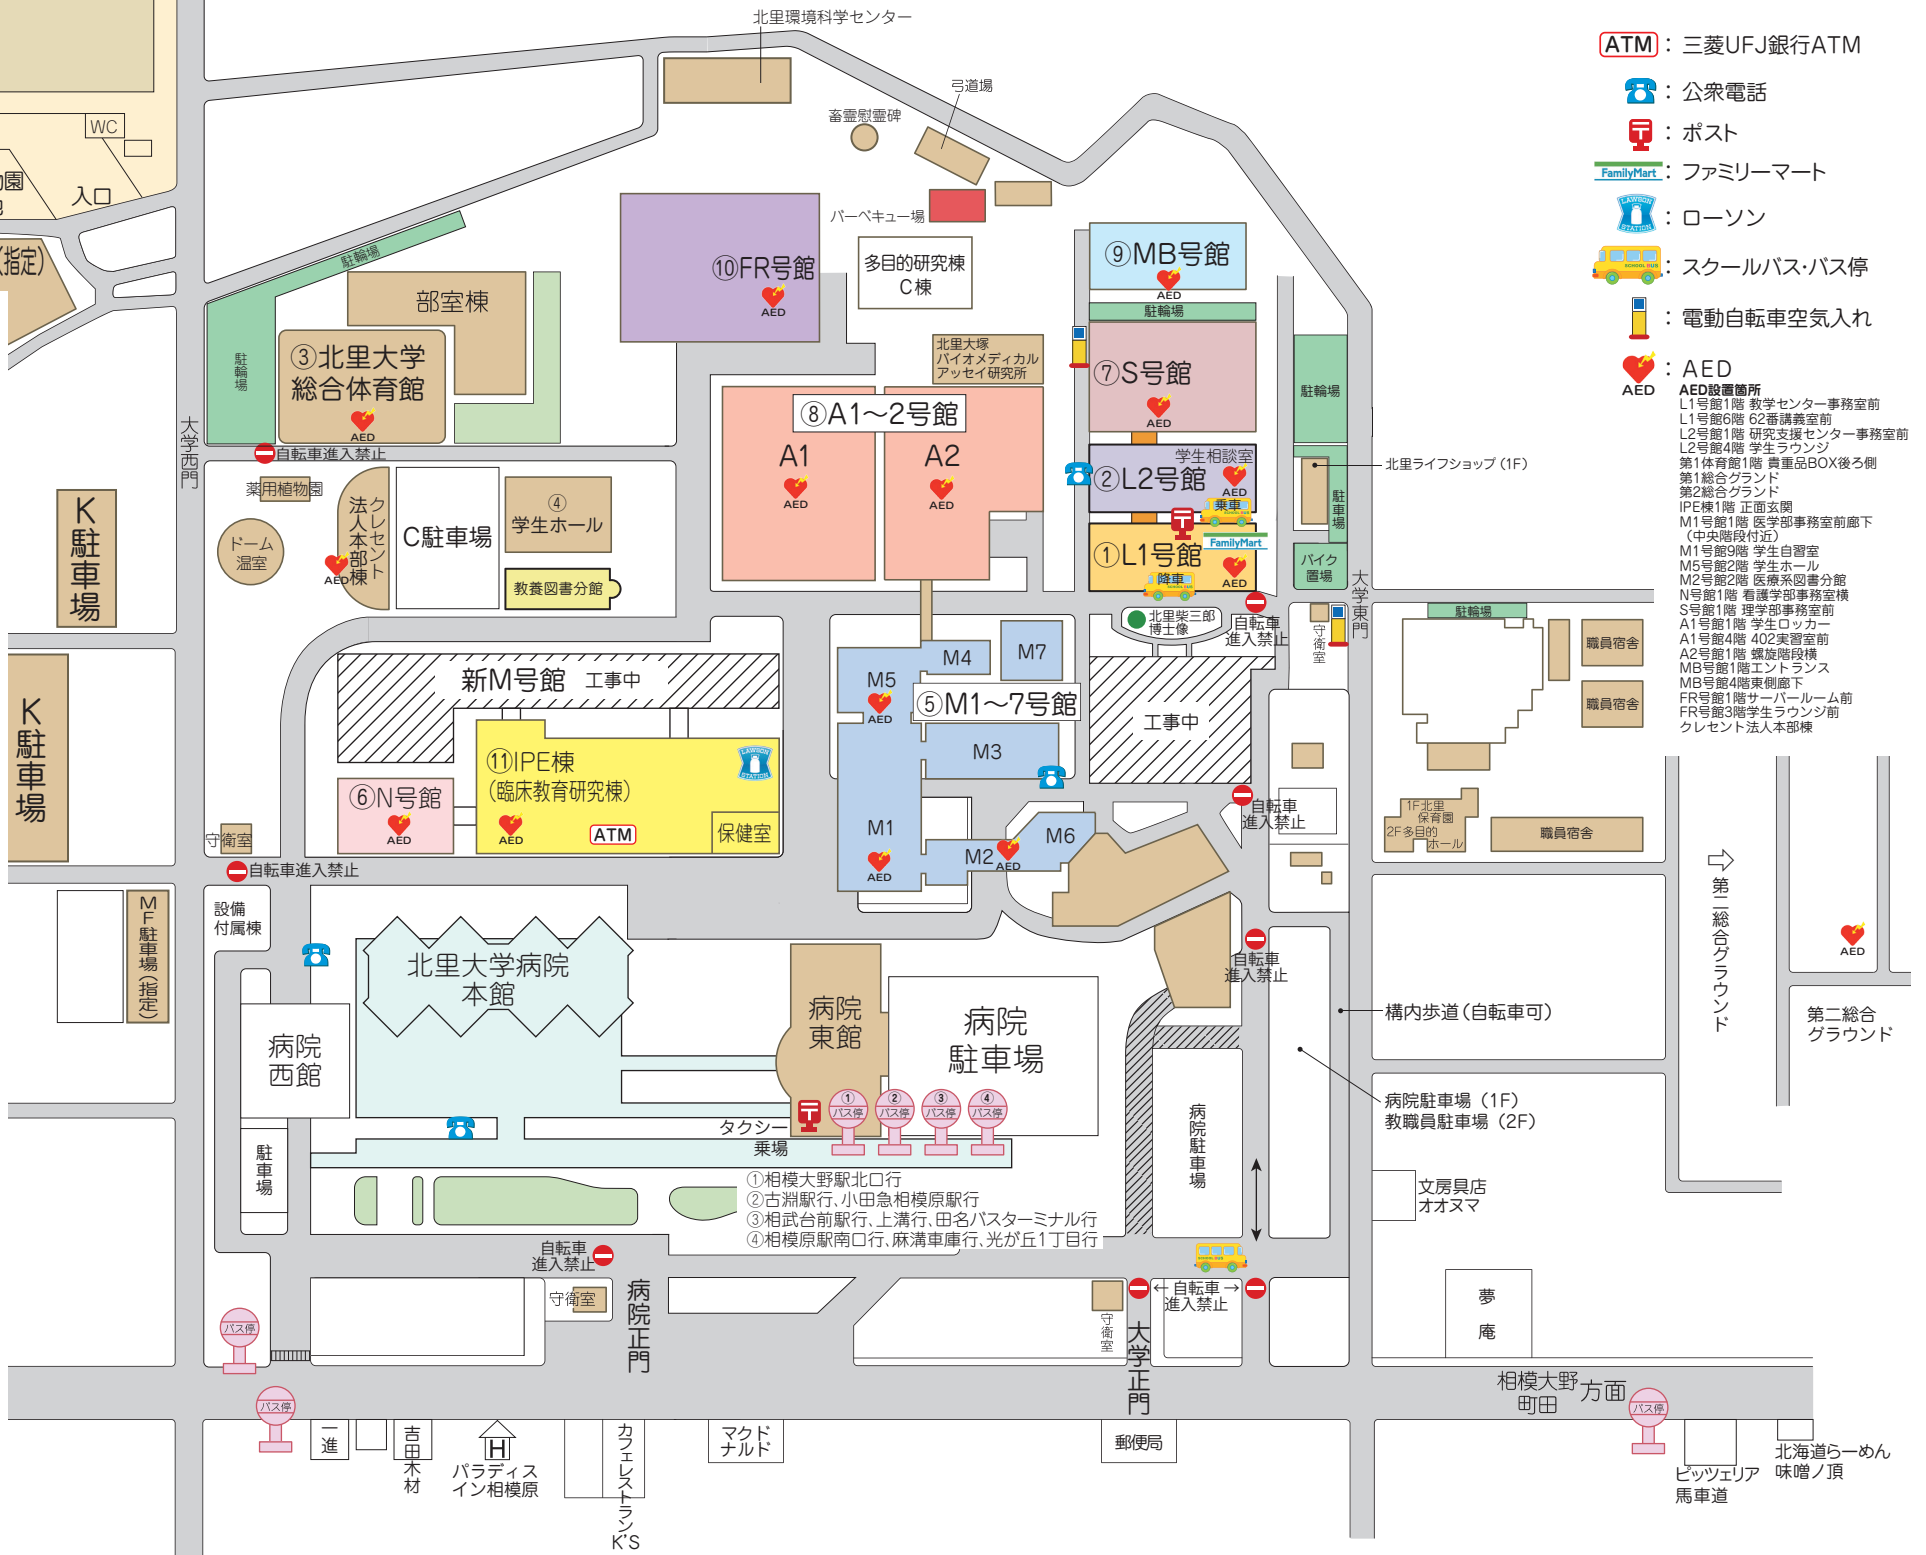 北里環境科学センター
ATM : 三菱UFJ銀行ATM
: 公衆電話
: ポスト
FamilyMart : ファミリーマート
LAWSON STATION : ローソン
SCHOOL BUS : スクールバス・バス停
: 電動自転車空気入れ
AED : AED
AED設置箇所
L1号館1階 教学センター事務室前
L1号館6階 62番講義室前
L2号館1階 研究支援センター事務室前
L2号館4階 学生ラウンジ
第1体育館1階 貴重品BOX後ろ側
第1総合グランド
第2総合グランド
IPE棟1階 正面玄関
M1号館1階 医学部事務室前廊下
（中央階段付近）
M1号館9階 学生自習室
M5号館2階 学生ホール
M2号館2階 医療系図書分館
N号館1階 看護学部事務室横
S号館1階 理学部事務室前
A1号館1階 学生ロッカー
A1号館4階 402実習室前
A2号館1階 螺旋階段横
MB号館1階エントランス
MB号館4階東側廊下
FR号館1階サーバールーム前
FR号館3階学生ラウンジ前
クレセント法人本部棟
弓道場
畜霊慰霊碑
バーベキュー場
WC
入口
(指定)
駐輪場
部室棟
駐輪場
③北里大学
総合体育館
AED
⑩FR号館
AED
多目的研究棟
C棟
⑨MB号館
AED
駐輪場
北里大塚
バイオメディカル
アッセイ研究所
⑦S号館
AED
駐輪場
⑧A1～2号館
A1
AED
A2
AED
学生相談室
②L2号館
AED
乗車
北里ライフショップ（1F）
駐車場
①L1号館
FamilyMart
降車
AED
バイク
置場
大学西門
自転車進入禁止
薬用植物園
ドーム
温室
クレセント
法人本部棟
AED
C駐車場
④
学生ホール
教養図書分館
K駐車場
K駐車場
大学東門
北里柴三郎
博士像
自転車
進入禁止
守衛室
駐輪場
職員宿舎
職員宿舎
新M号館 工事中
M4
M7
M5
AED
⑤M1～7号館
M3
工事中
⑪IPE棟
(臨床教育研究棟)
LAWSON STATION
AED
ATM
保健室
⑥N号館
AED
M1
AED
M2
AED
M6
自転車
進入禁止
1F北里
保育園
2F多目的
ホール
職員宿舎
守衛室
自転車進入禁止
MF駐車場(指定)
設備
付属棟
北里大学病院
本館
病院
東館
病院
駐車場
自転車
進入禁止
第二総合グラウンド
AED
第二総合
グラウンド
構内歩道（自転車可）
病院
西館
病院駐車場（1F）
教職員駐車場（2F）
病院駐車場
駐車場
タクシー
乗場
① バス停
② バス停
③ バス停
④ バス停
①相模大野駅北口行
②古淵駅行、小田急相模原駅行
③相武台前駅行、上溝行、田名バスターミナル行
④相模原駅南口行、麻溝車庫行、光が丘1丁目行
文房具店
オオヌマ
自転車
進入禁止
守衛室
病院正門
SCHOOL BUS
← 自転車 →
進入禁止
守衛室
大学正門
夢庵
バス停
バス停
バス停
相模大野
町田
方面
一進
吉田木材
H
パラディス
イン相模原
カフェレストラン
K'S
マクド
ナルド
郵便局
ピッツェリア
馬車道
北海道らーめん
味噌ノ頂